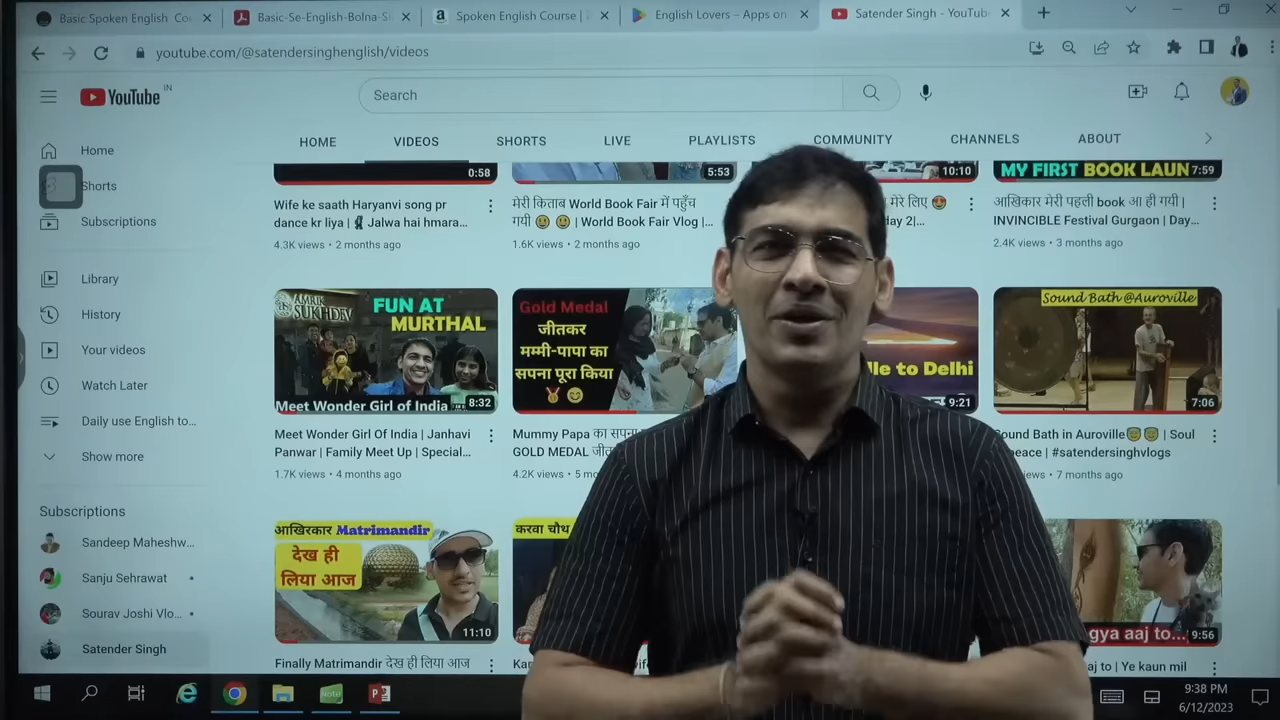 Basic Spoken English Co
Basic-Se-English-Bolna-S
Spoken English Course |
English Lovers – Apps on
Satender Singh - YouTub
youtube.com/@satendersinghenglish/videos
YouTube IN
Search
HOME VIDEOS SHORTS LIVE PLAYLISTS COMMUNITY CHANNELS ABOUT
Home
Shorts
Subscriptions
Library
History
Your videos
Watch Later
Daily use English to...
Show more
Subscriptions
Sandeep Maheshw...
Sanju Sehrawat
Sourav Joshi Vlo...
Satender Singh
0:58
Wife ke saath Haryanvi song pr
dance kr liya | 💃 Jalwa hai hmara...
4.3K views • 2 months ago
5:53
मेरी किताब World Book Fair में पहुँच
गयी 😃 😃 | World Book Fair Vlog |...
1.6K views • 2 months ago
10:10
मेरे लिए 😍
day 2|...
MY FIRST BOOK LAUN 7:59
आखिरकार मेरी पहली book आ ही गयी |
INVINCIBLE Festival Gurgaon | Day...
2.4K views • 3 months ago
AMRIK
SUKHDEV
FUN AT
MURTHAL
Meet Wonder Girl of India
8:32
Meet Wonder Girl Of India | Janhavi
Panwar | Family Meet Up | Special...
1.7K views • 4 months ago
Gold Medal
जीतकर
मम्मी-पापा का
सपना पूरा किया
Mummy Papa का सपना
GOLD MEDAL जीत
4.2K views • 5 mo
lle to Delhi
9:21
Sound Bath @Auroville
7:06
Sound Bath in Auroville😇😇 | Soul
peace | #satendersinghvlogs
views • 7 months ago
आखिरकार Matrimandir
देख ही
लिया आज
11:10
Finally Matrimandir देख ही लिया आज
करवा चौथ
Kar
wife
gya aaj to...
9:56
aj to | Ye kaun mil
9:38 PM
6/12/2023